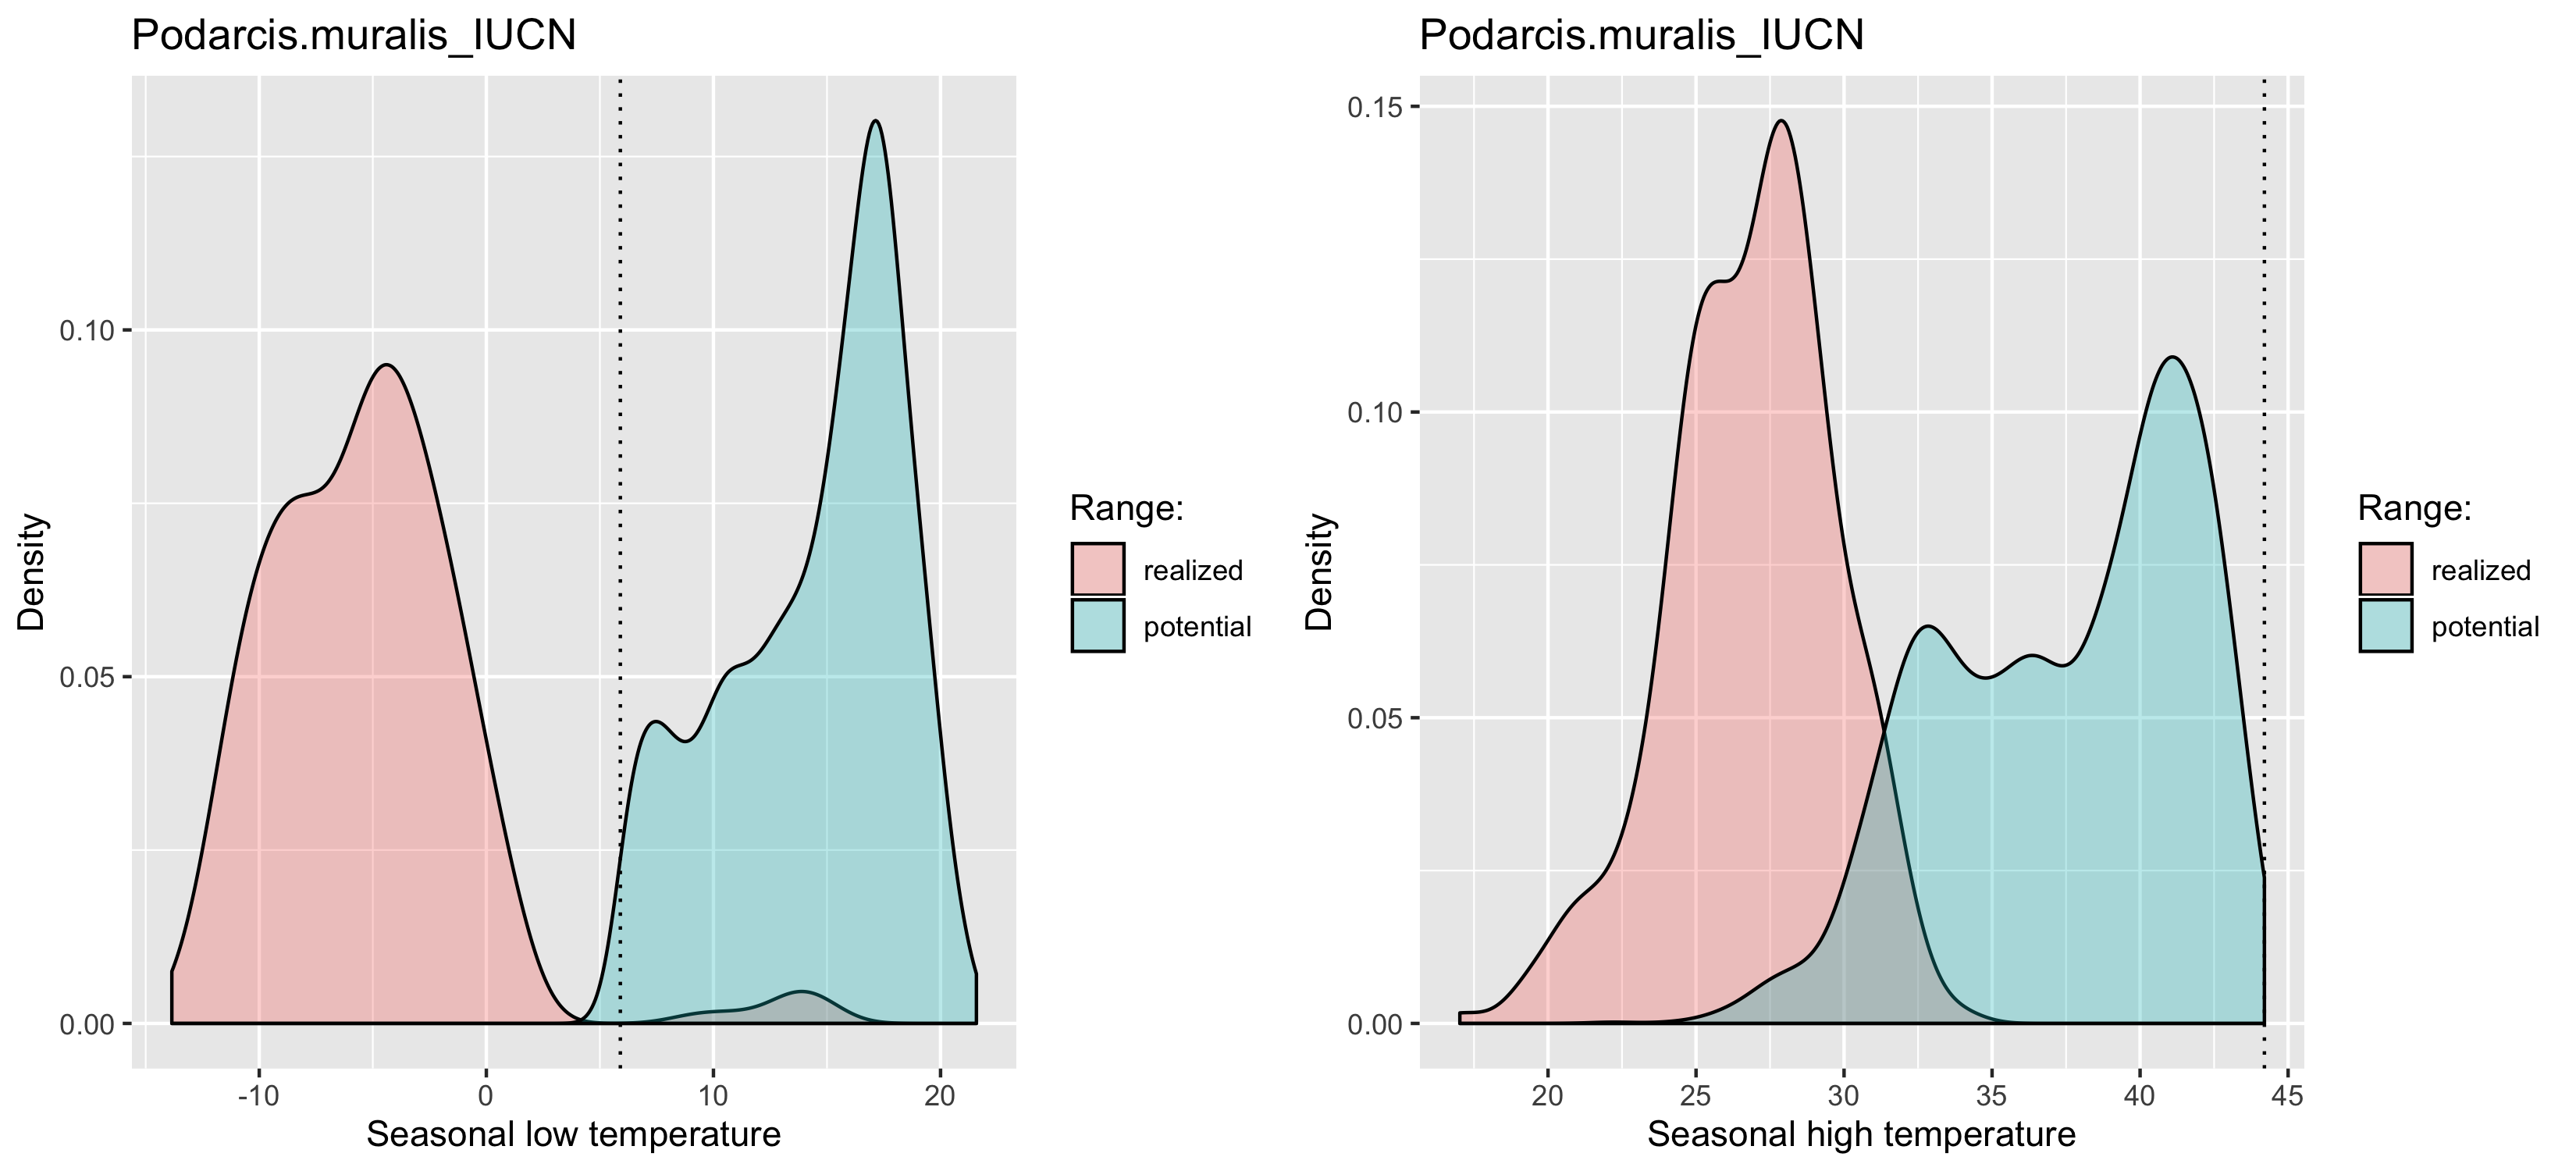 Podarcis.muralis_IUCN
Density
0.10
0.05
0.00
-10 0 10 20
Seasonal low temperature
Range:
realized
potential
Podarcis.muralis_IUCN
Density
0.15
0.10
0.05
0.00
20 25 30 35 40 45
Seasonal high temperature
Range:
realized
potential